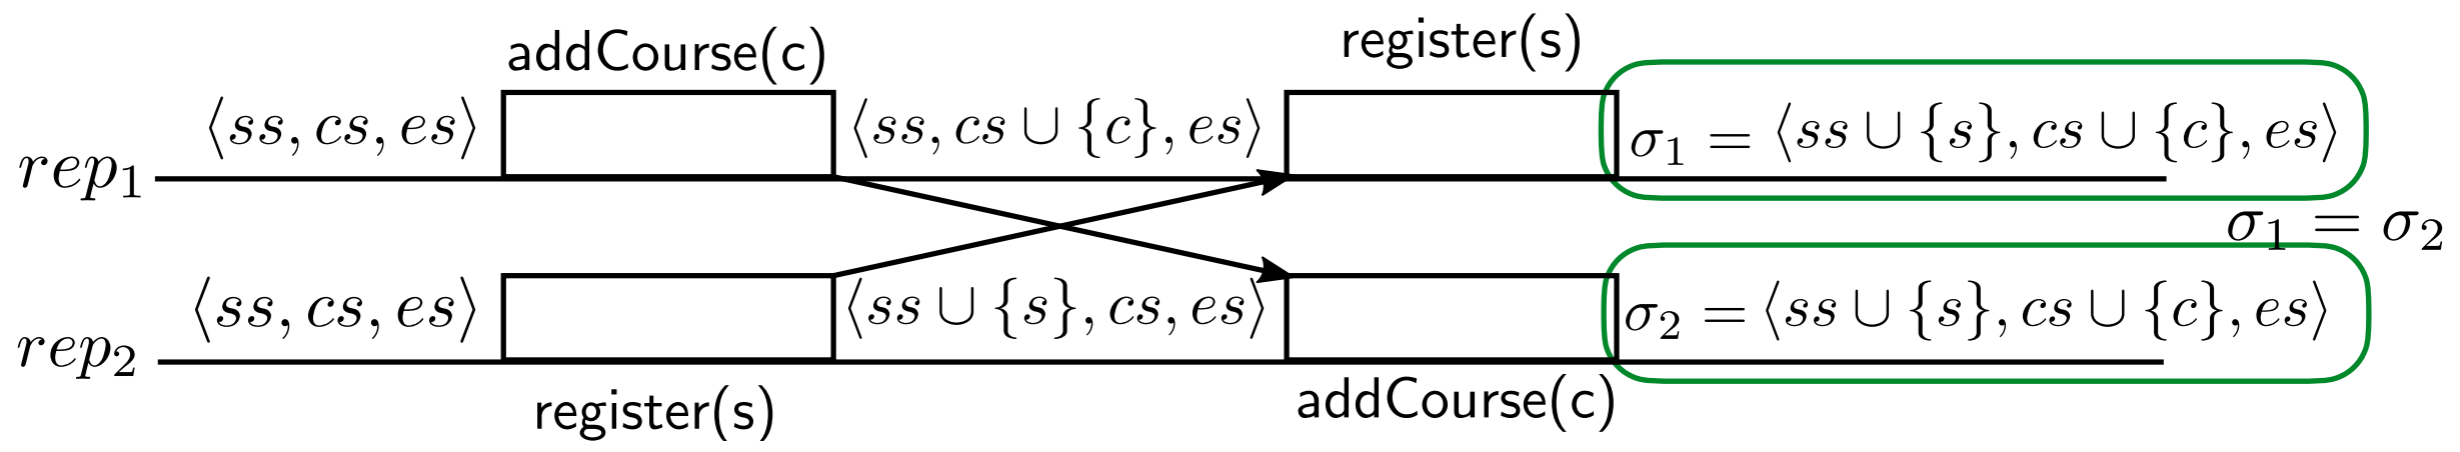 addCourse(c) register(s)
⟨ss, cs, es⟩ ⟨ss, cs ∪ {c}, es⟩ σ₁ = ⟨ss ∪ {s}, cs ∪ {c}, es⟩
rep₁
σ₁ = σ₂
⟨ss, cs, es⟩ ⟨ss ∪ {s}, cs, es⟩ σ₂ = ⟨ss ∪ {s}, cs ∪ {c}, es⟩
rep₂
register(s) addCourse(c)